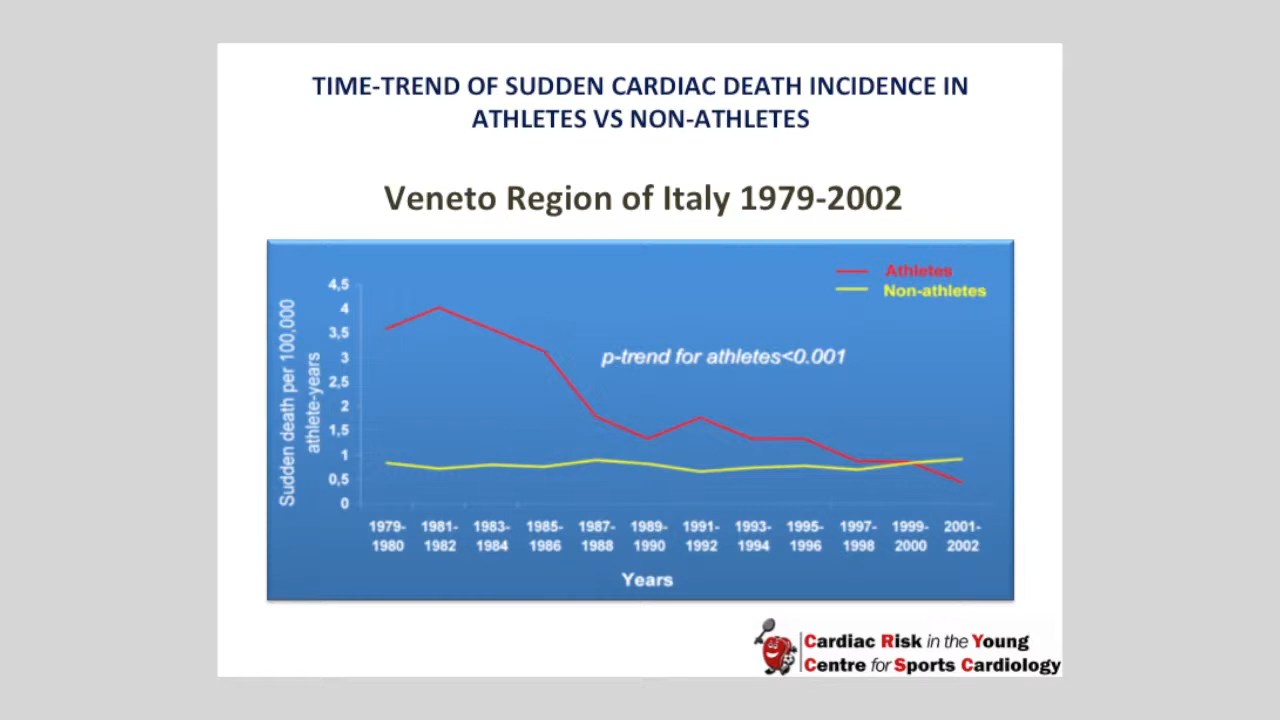 TIME-TREND OF SUDDEN CARDIAC DEATH INCIDENCE IN
ATHLETES VS NON-ATHLETES
Veneto Region of Italy 1979-2002
Athletes
Non-athletes
p-trend for athletes<0.001
Sudden death per 100,000
athlete-years
4,5
4
3,5
3
2,5
2
1,5
1
0,5
0
1979- 1981- 1983- 1985- 1987- 1989- 1991- 1993- 1995- 1997- 1999- 2001-
1980 1982 1984 1986 1988 1990 1992 1994 1996 1998 2000 2002
Years
Cardiac Risk in the Young
Centre for Sports Cardiology